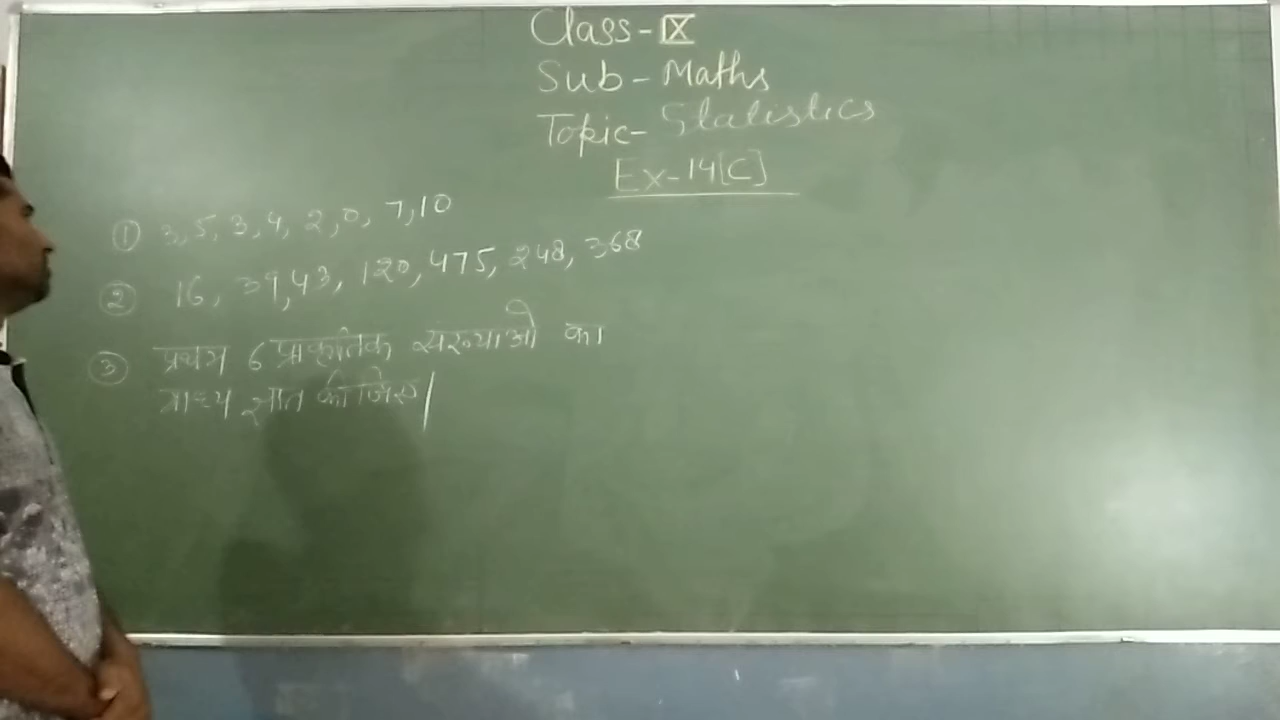 Class-IX
Sub-Maths
Topic-Statistics
Ex-14[C]
① 3,5,3,4,2,0,7,10
② 16, 39,43, 120,475,248,368
③ प्रथम 6 प्राकृतिक संख्याओं का
माध्य ज्ञात कीजिए।